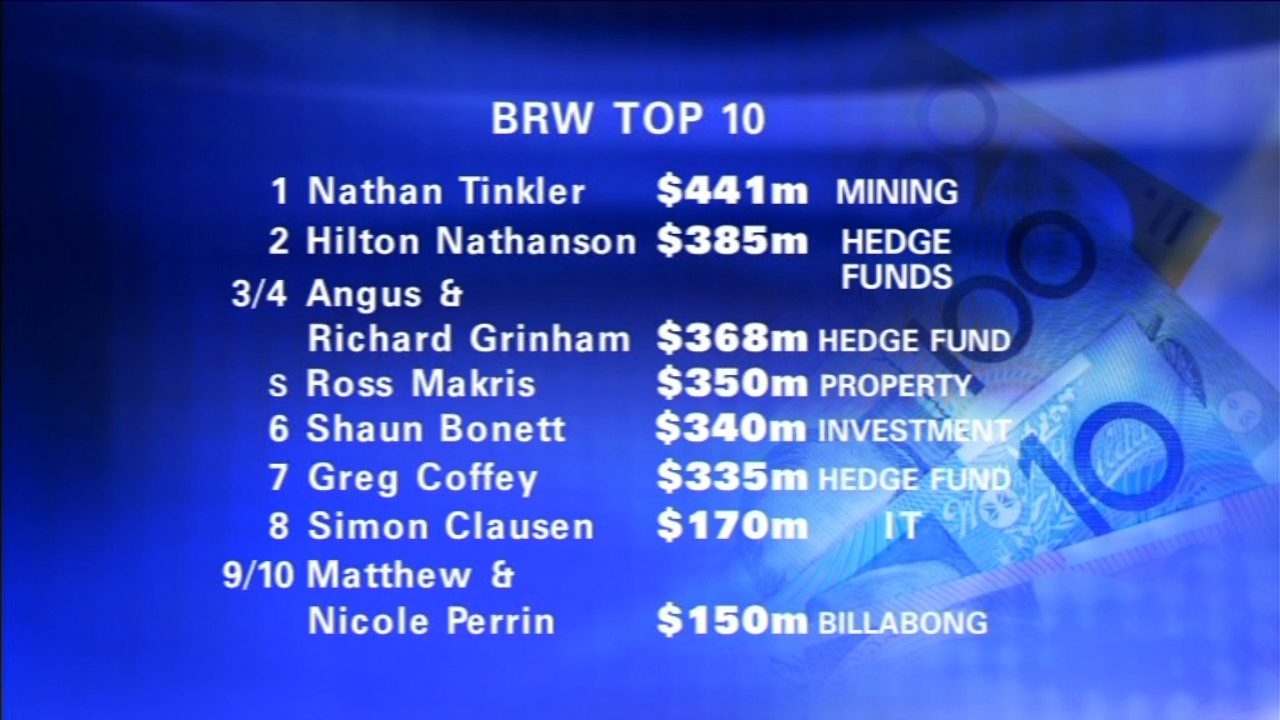 BRW TOP 10
1 Nathan Tinkler $441m MINING
2 Hilton Nathanson $385m HEDGE
FUNDS
3/4 Angus &
Richard Grinham $368m HEDGE FUND
S Ross Makris $350m PROPERTY
6 Shaun Bonett $340m INVESTMENT
7 Greg Coffey $335m HEDGE FUND
8 Simon Clausen $170m IT
9/10 Matthew &
Nicole Perrin $150m BILLABONG
100
10